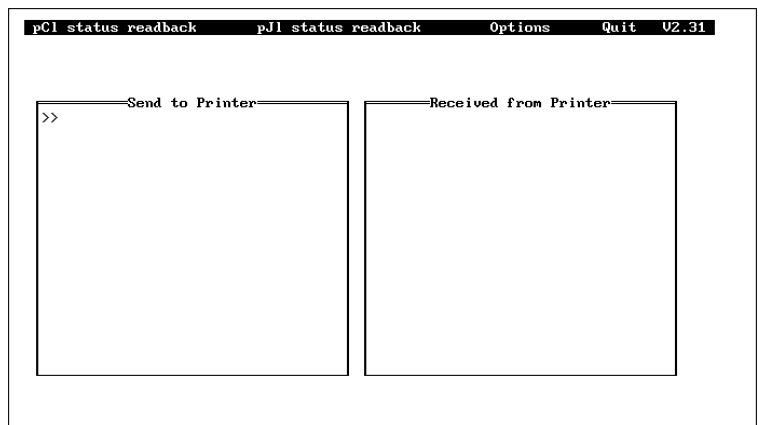 pCl status readback pJl status readback Options Quit V2.31
Send to Printer Received from Printer
>>